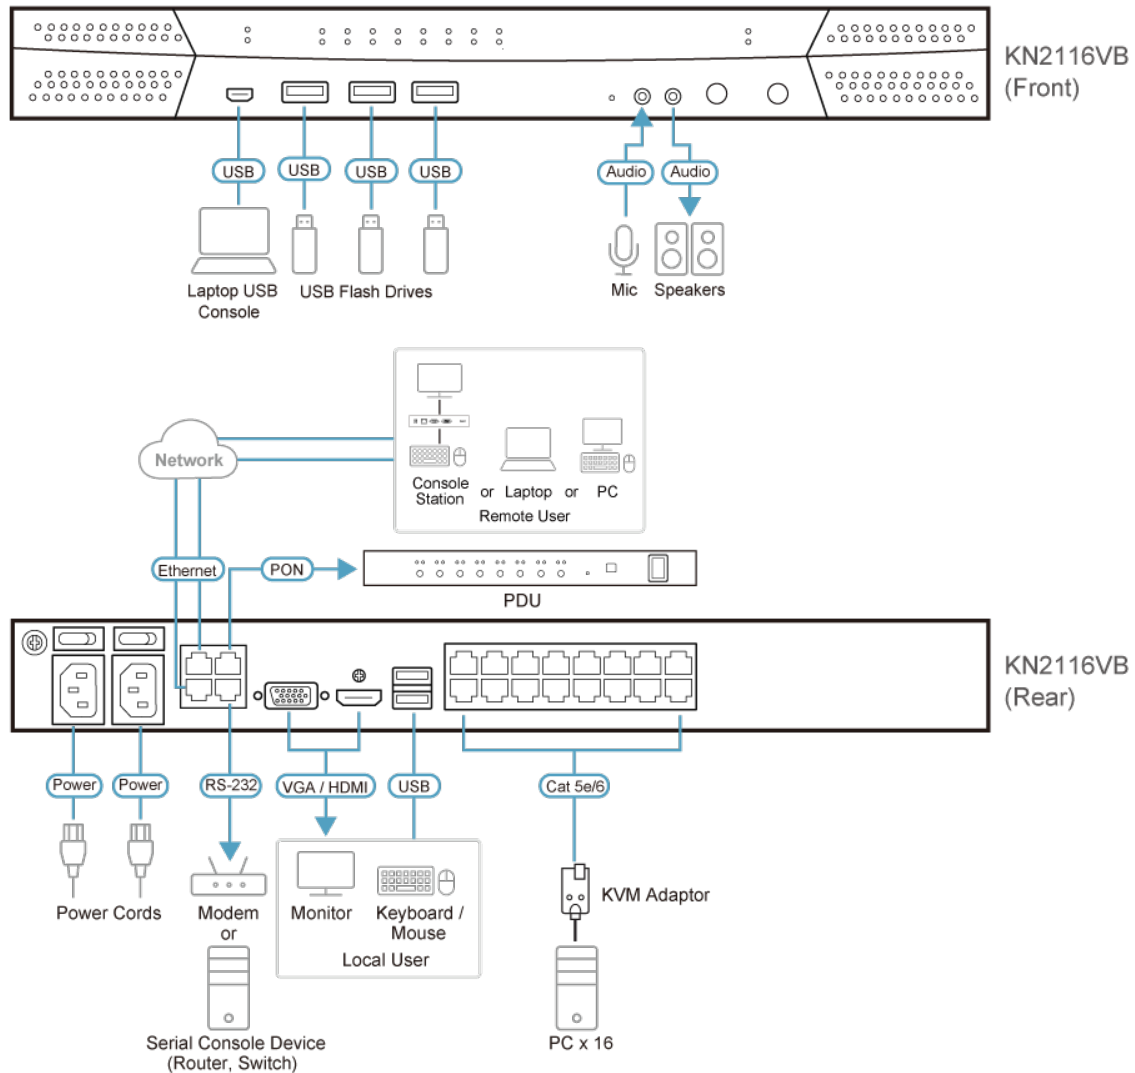 KN2116VB
(Front)
USB
USB
USB
USB
Audio
Audio
Laptop USB
Console
USB Flash Drives
Mic
Speakers
Network
Console
Station
or
Laptop
or
PC
Remote User
Ethernet
PON
PDU
KN2116VB
(Rear)
Power
Power
RS-232
VGA / HDMI
USB
Cat 5e/6
KVM Adaptor
Power Cords
Modem
or
Monitor
Keyboard /
Mouse
Local User
Serial Console Device
(Router, Switch)
PC x 16